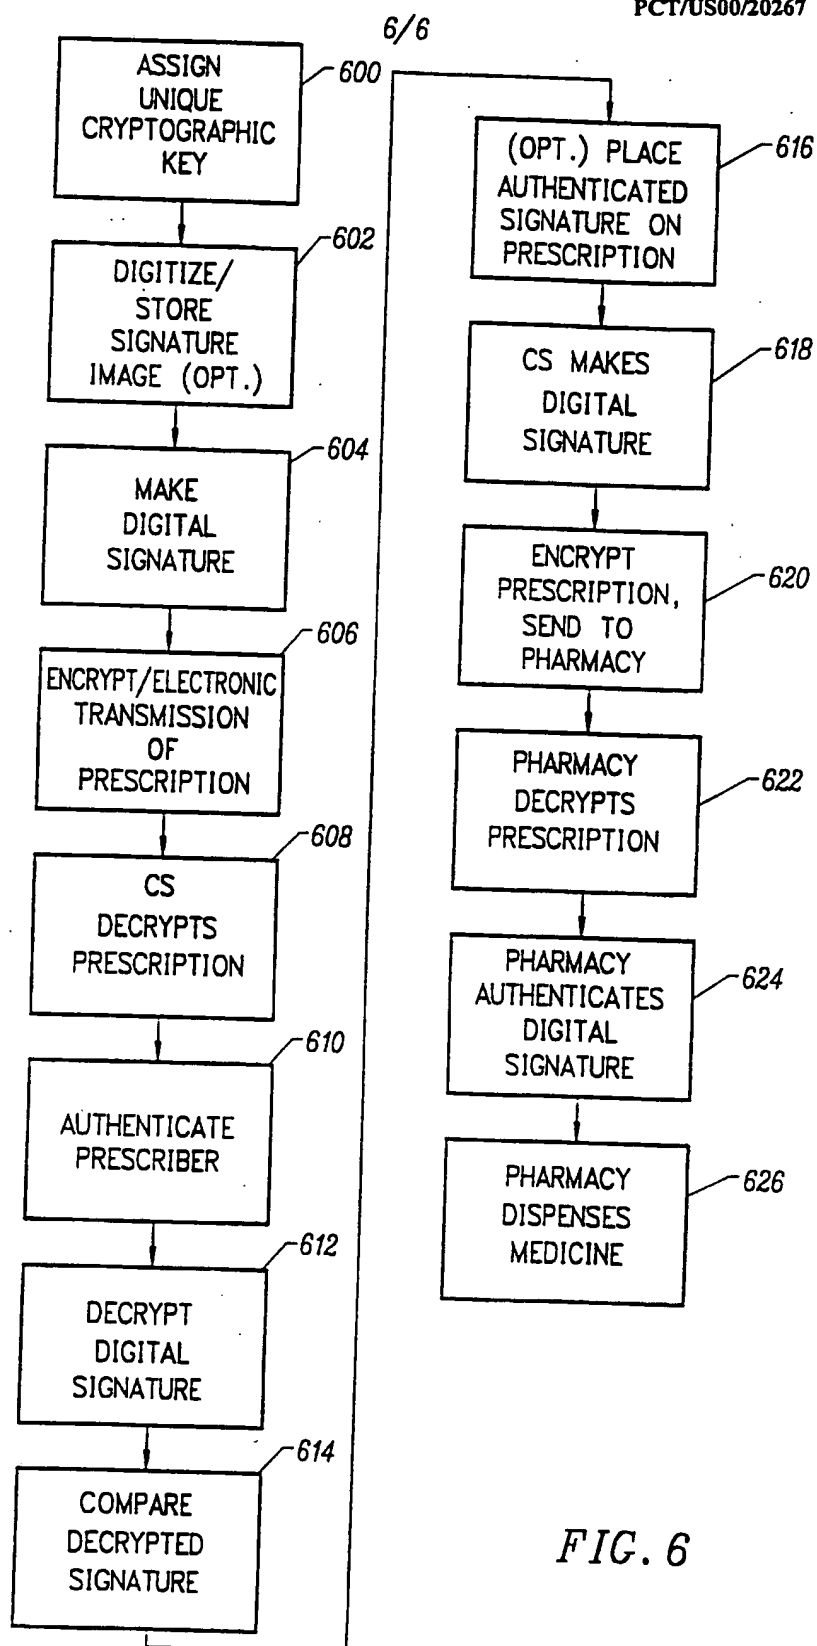 PCT/US00/20267
6/6
ASSIGN
UNIQUE
CRYPTOGRAPHIC
KEY
600
DIGITIZE/
STORE
SIGNATURE
IMAGE (OPT.)
602
MAKE
DIGITAL
SIGNATURE
604
ENCRYPT/ELECTRONIC
TRANSMISSION
OF
PRESCRIPTION
606
CS
DECRYPTS
PRESCRIPTION
608
AUTHENTICATE
PRESCRIBER
610
DECRYPT
DIGITAL
SIGNATURE
612
COMPARE
DECRYPTED
SIGNATURE
614
(OPT.) PLACE
AUTHENTICATED
SIGNATURE ON
PRESCRIPTION
616
CS MAKES
DIGITAL
SIGNATURE
618
ENCRYPT
PRESCRIPTION,
SEND TO
PHARMACY
620
PHARMACY
DECRYPTS
PRESCRIPTION
622
PHARMACY
AUTHENTICATES
DIGITAL
SIGNATURE
624
PHARMACY
DISPENSES
MEDICINE
626
FIG. 6